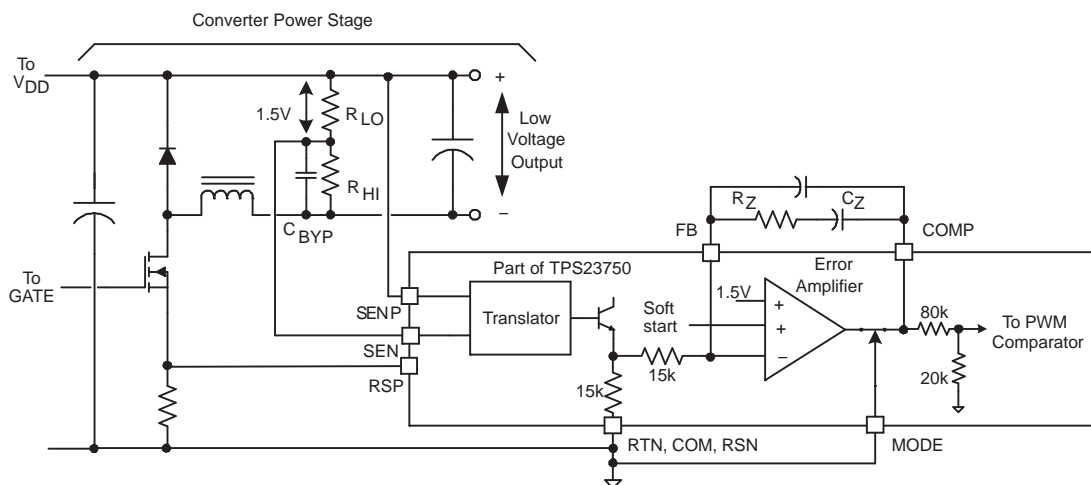 Converter Power Stage
To
VDD
1.5V
RLO
RHI
CBYP
+
Low
Voltage
Output
−
To
GATE
SENP
SEN
RSP
Part of TPS23750
Translator
15k
15k
Soft
start
FB
RZ
CZ
COMP
Error
Amplifier
1.5V
+
+
−
80k
20k
To PWM
Comparator
RTN, COM, RSN
MODE